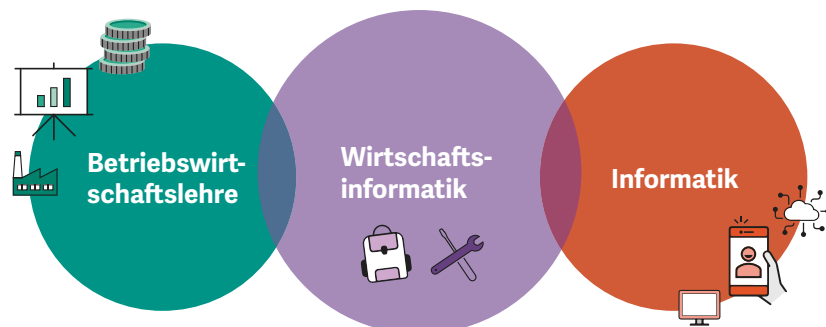 Betriebswirt-
schaftslehre
Wirtschafts-
informatik
Informatik